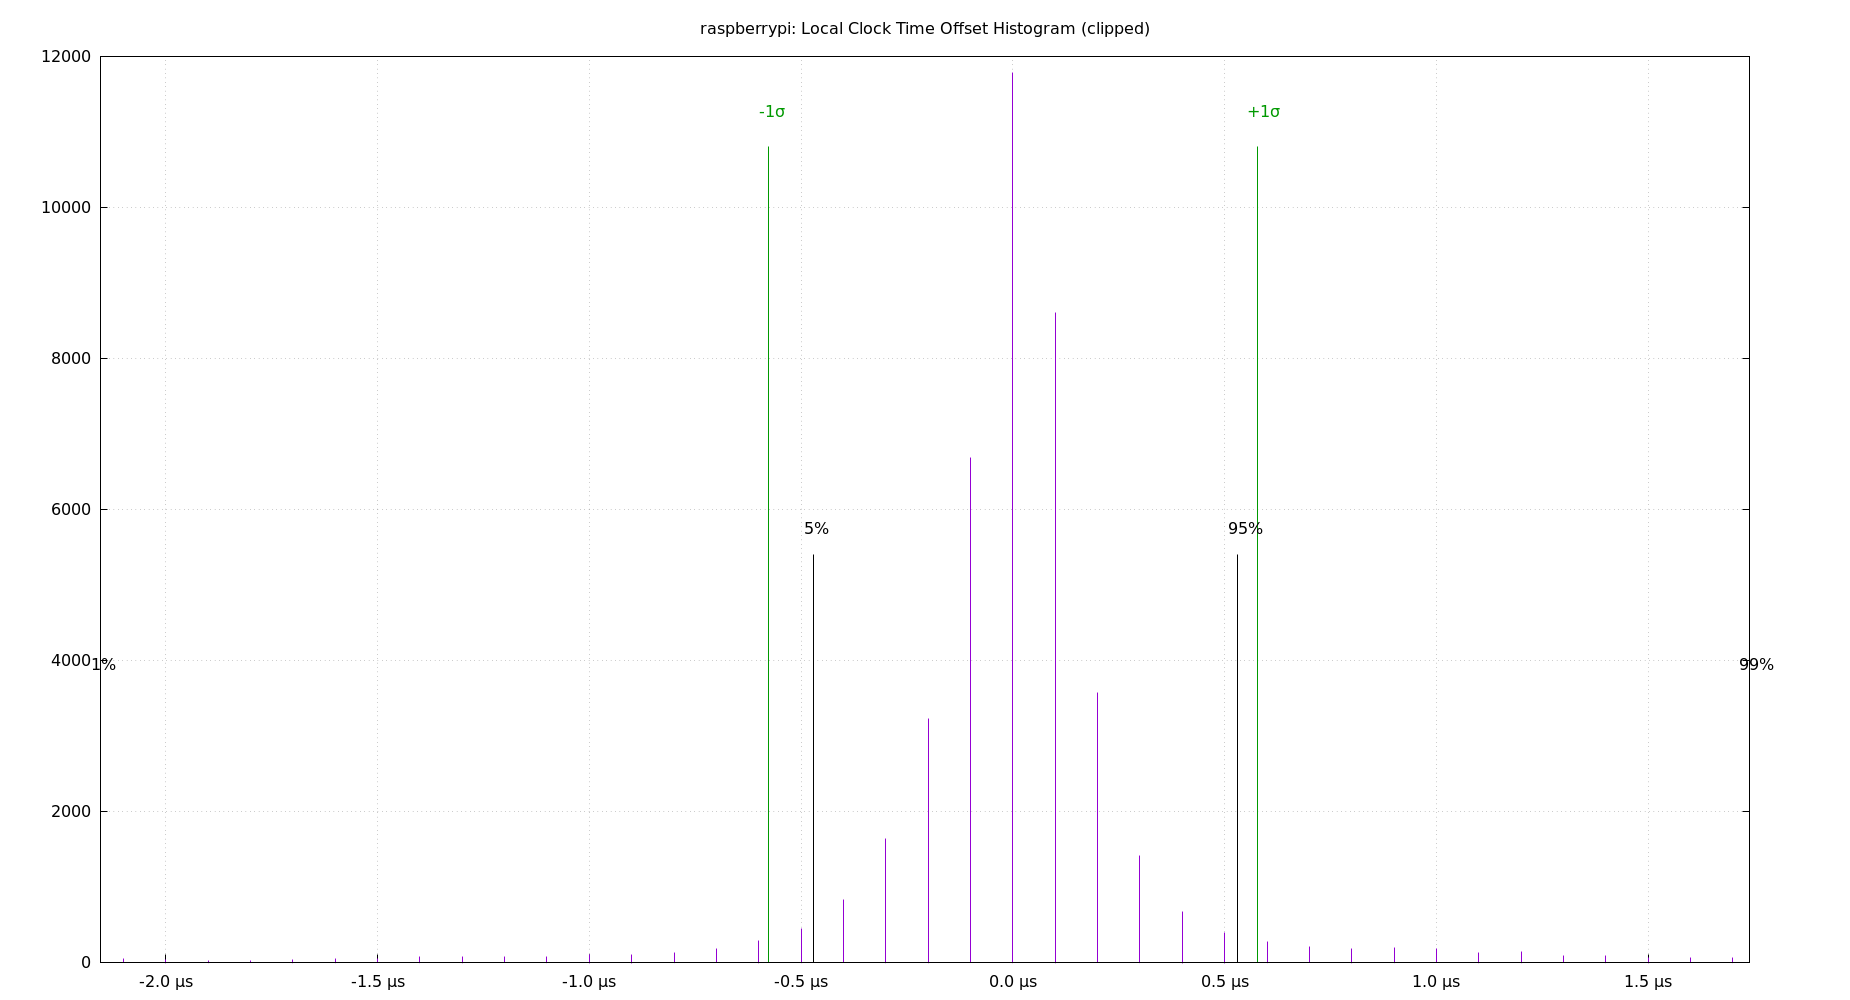 raspberrypi: Local Clock Time Offset Histogram (clipped)
12000
-1σ
+1σ
10000
8000
6000
5%
95%
4000
1%
99%
2000
0
-2.0 µs
-1.5 µs
-1.0 µs
-0.5 µs
0.0 µs
0.5 µs
1.0 µs
1.5 µs